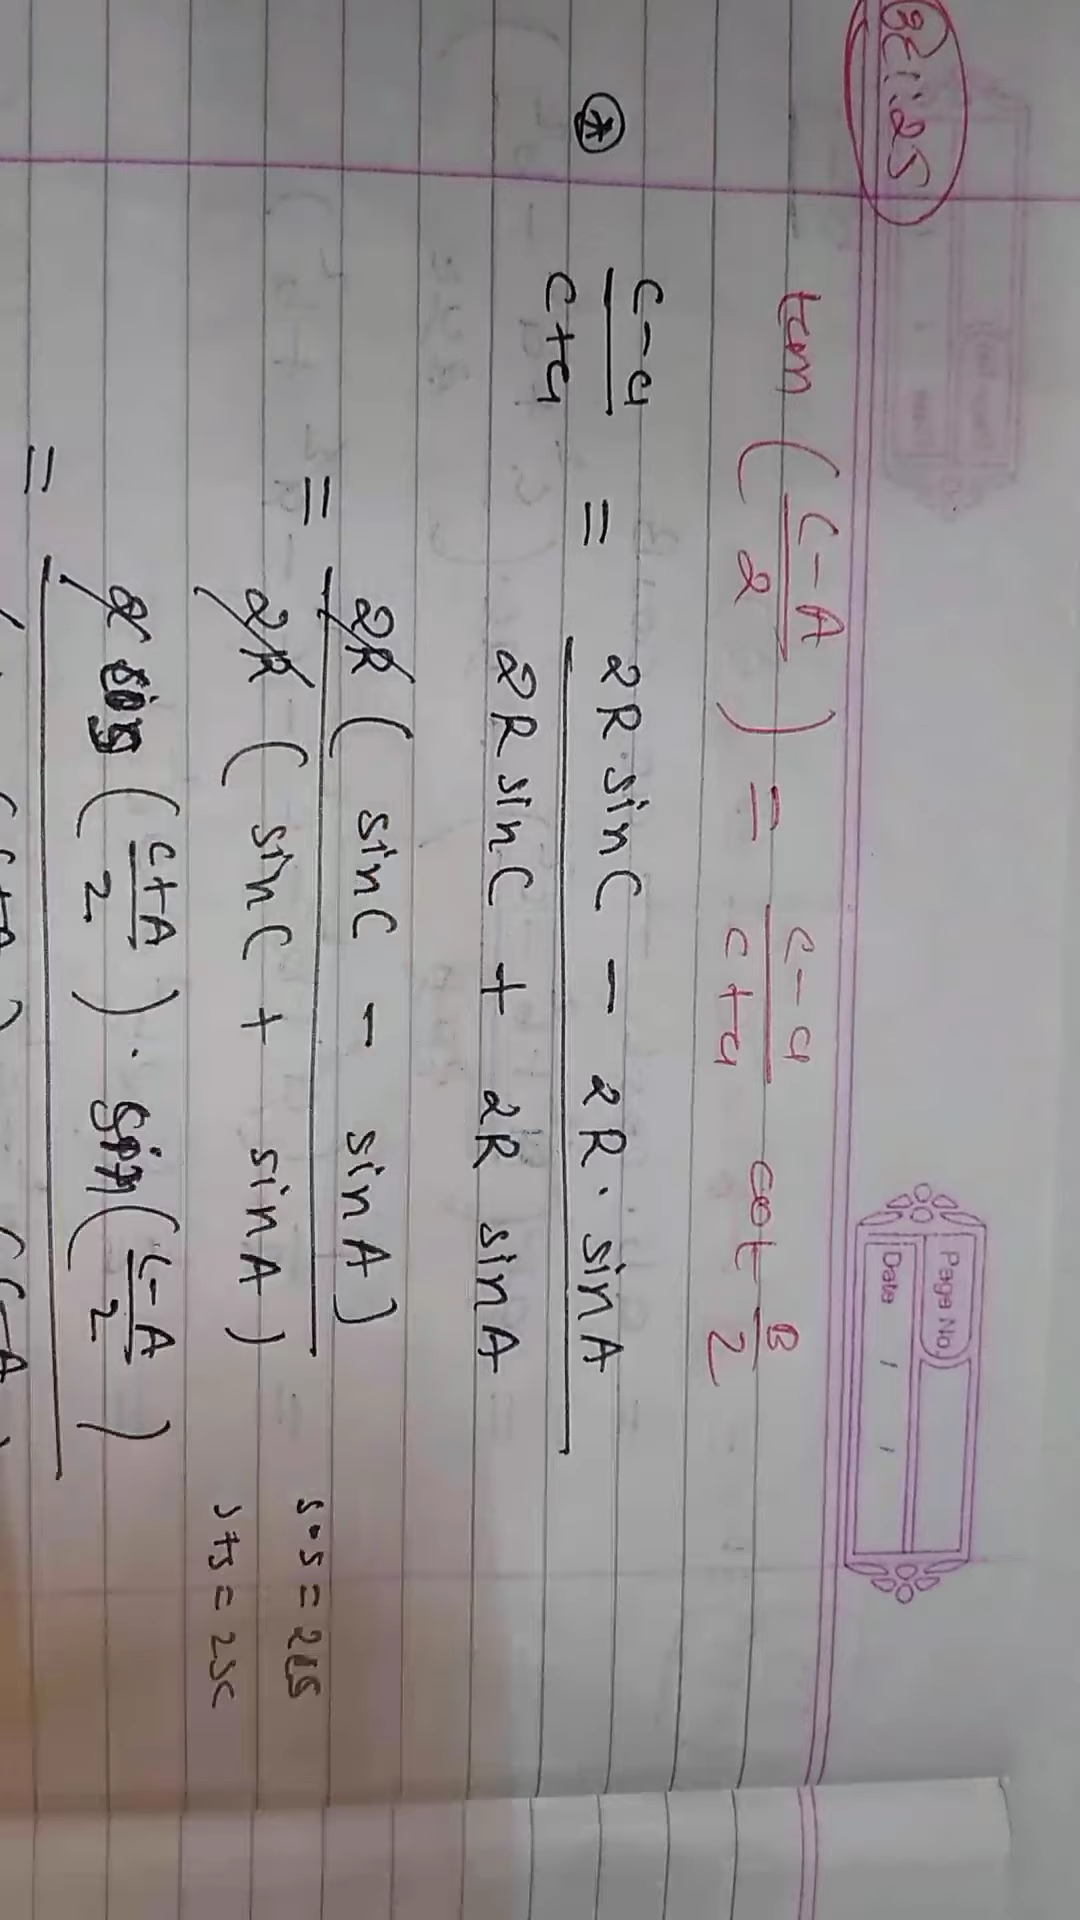 Page No.
Date / /
BE1:25
tan (C-A/2) = c-a/c+a cot B/2
* c-a/c+a = 2R·sinC - 2R·sinA / 2R sinC + 2R sinA
= 2R (sinC - sinA) / 2R (sinC + sinA)
s-s = 2cs
s+s = 2sc
= 2 cos (C+A/2) · sin (C-A/2)